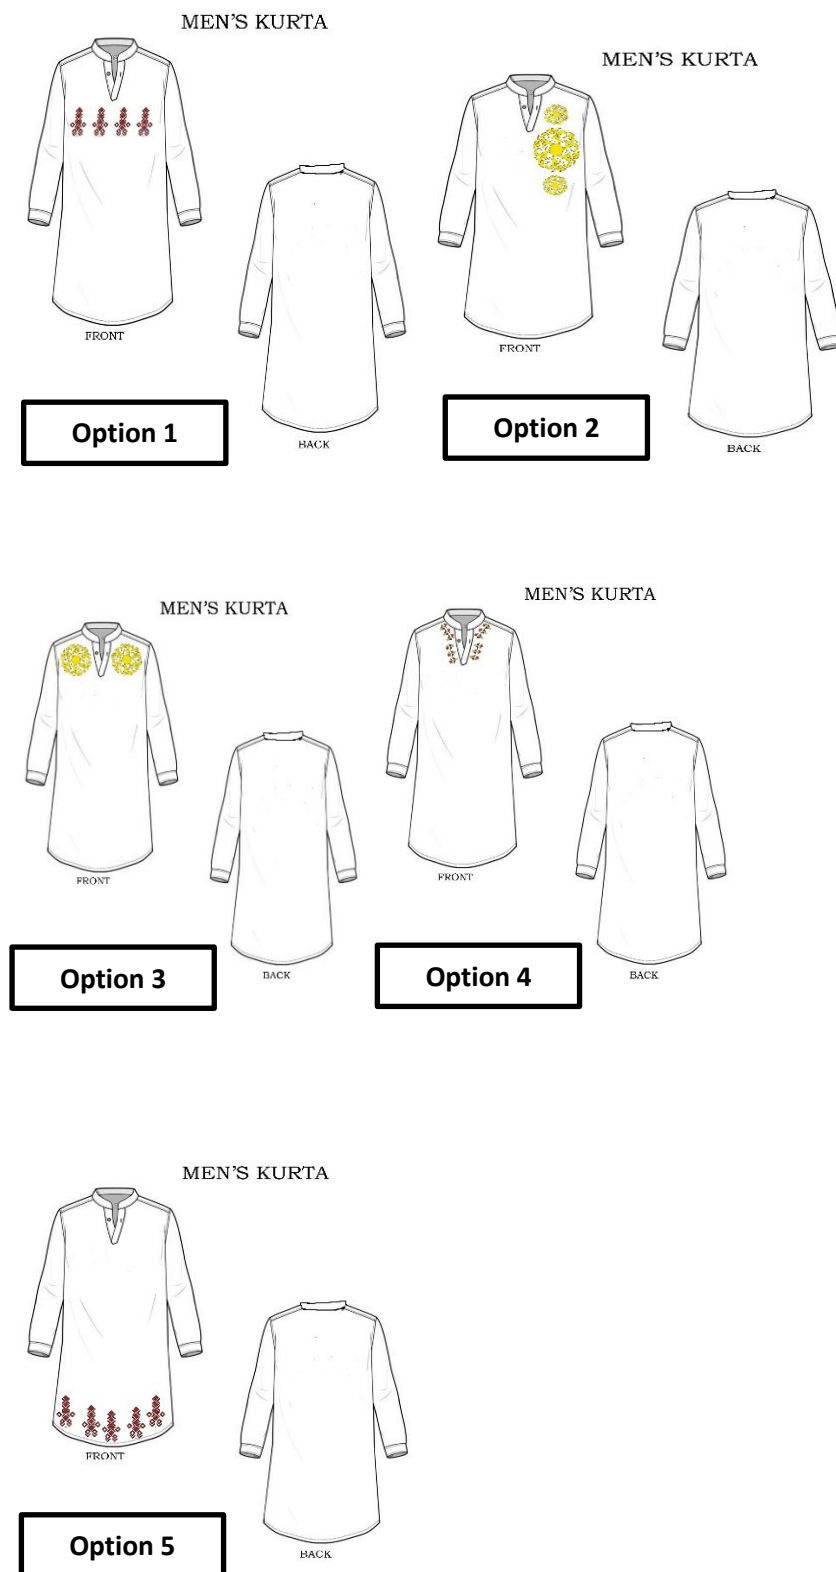 MEN'S KURTA
FRONT
BACK
Option 1
MEN'S KURTA
FRONT
BACK
Option 2
MEN'S KURTA
FRONT
BACK
Option 3
MEN'S KURTA
FRONT
BACK
Option 4
MEN'S KURTA
FRONT
BACK
Option 5